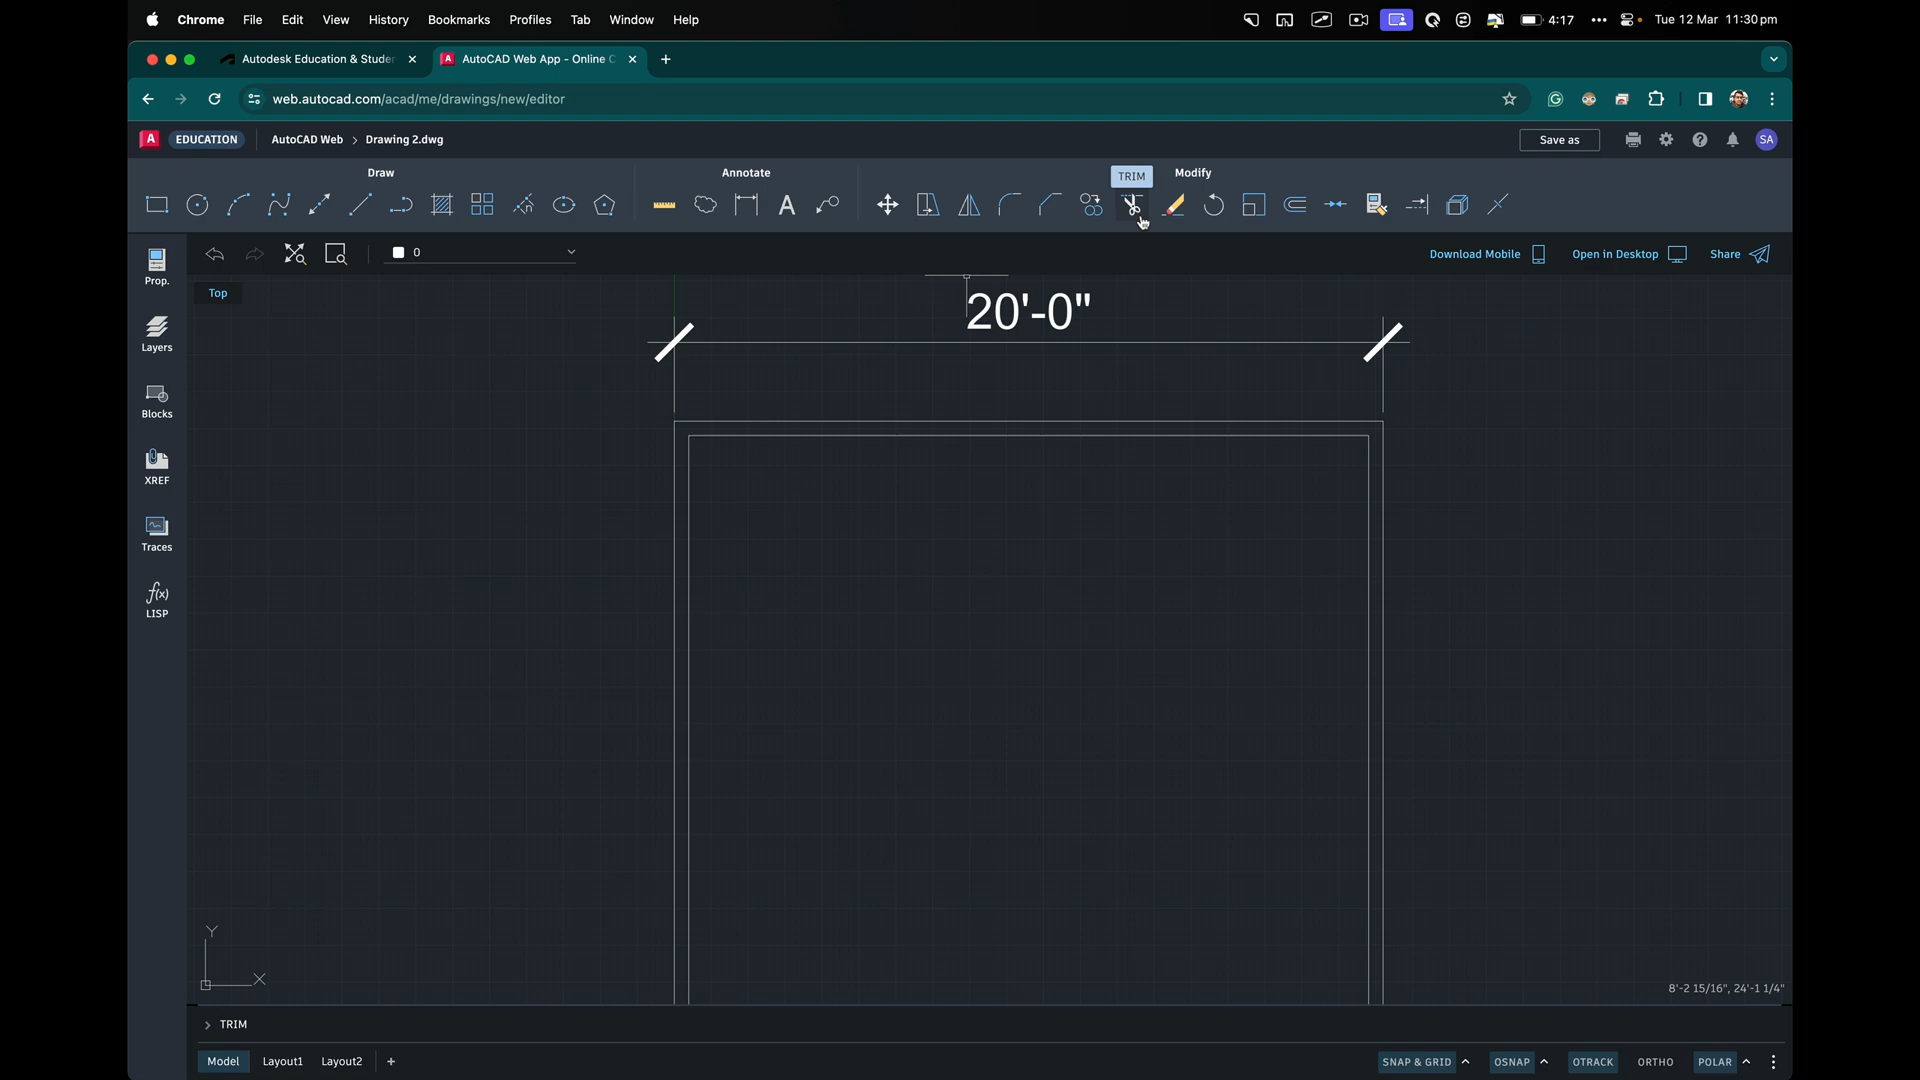 Chrome File Edit View History Bookmarks Profiles Tab Window Help 4:17 Tue 12 Mar 11:30 pm
Autodesk Education & Studen AutoCAD Web App - Online C
web.autocad.com/acad/me/drawings/new/editor
A EDUCATION AutoCAD Web > Drawing 2.dwg Save as SA
Draw Annotate TRIM Modify
A
0 Download Mobile Open in Desktop Share
Prop.
Top
20'-0"
Layers
Blocks
XREF
Traces
f(x)
LISP
Y
X
8'-2 15/16", 24'-1 1/4"
> TRIM
Model Layout1 Layout2 + SNAP & GRID OSNAP OTRACK ORTHO POLAR